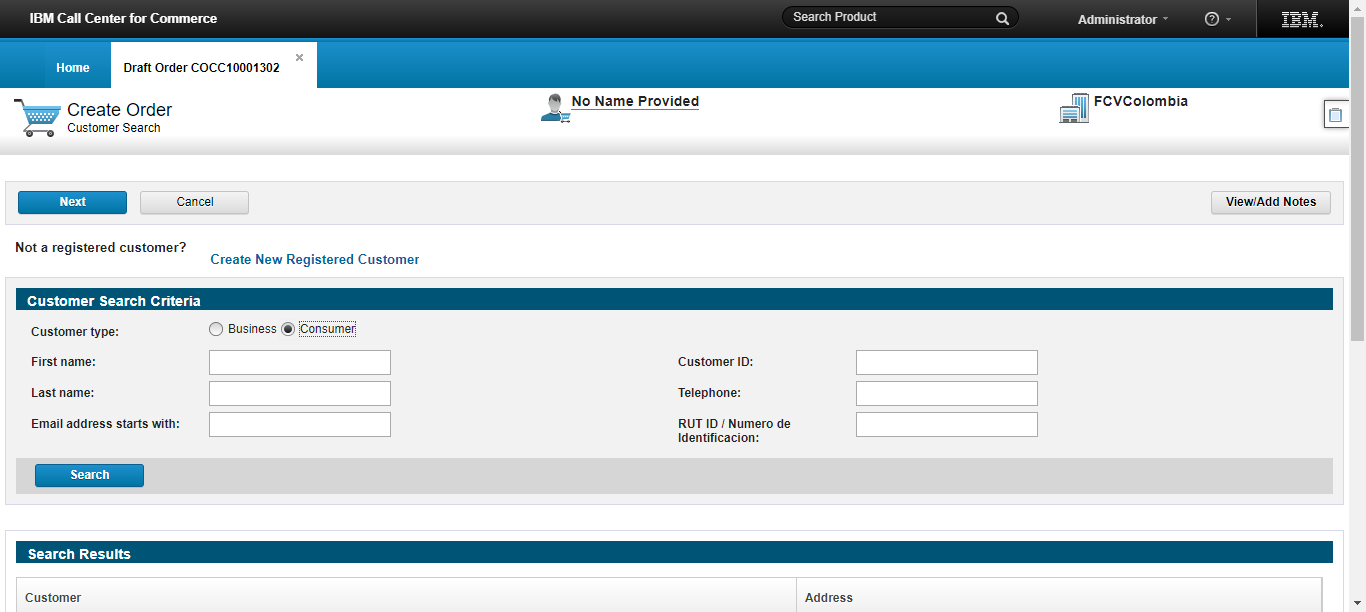 IBM Call Center for Commerce
Search Product
Administrator
?
IBM.
Home
Draft Order COCC10001302
×
Create Order
Customer Search
No Name Provided
FCVColombia
Next
Cancel
View/Add Notes
Not a registered customer?
Create New Registered Customer
Customer Search Criteria
Customer type:
Business
Consumer
First name:
Customer ID:
Last name:
Telephone:
Email address starts with:
RUT ID / Numero de
Identificacion:
Search
Search Results
Customer
Address